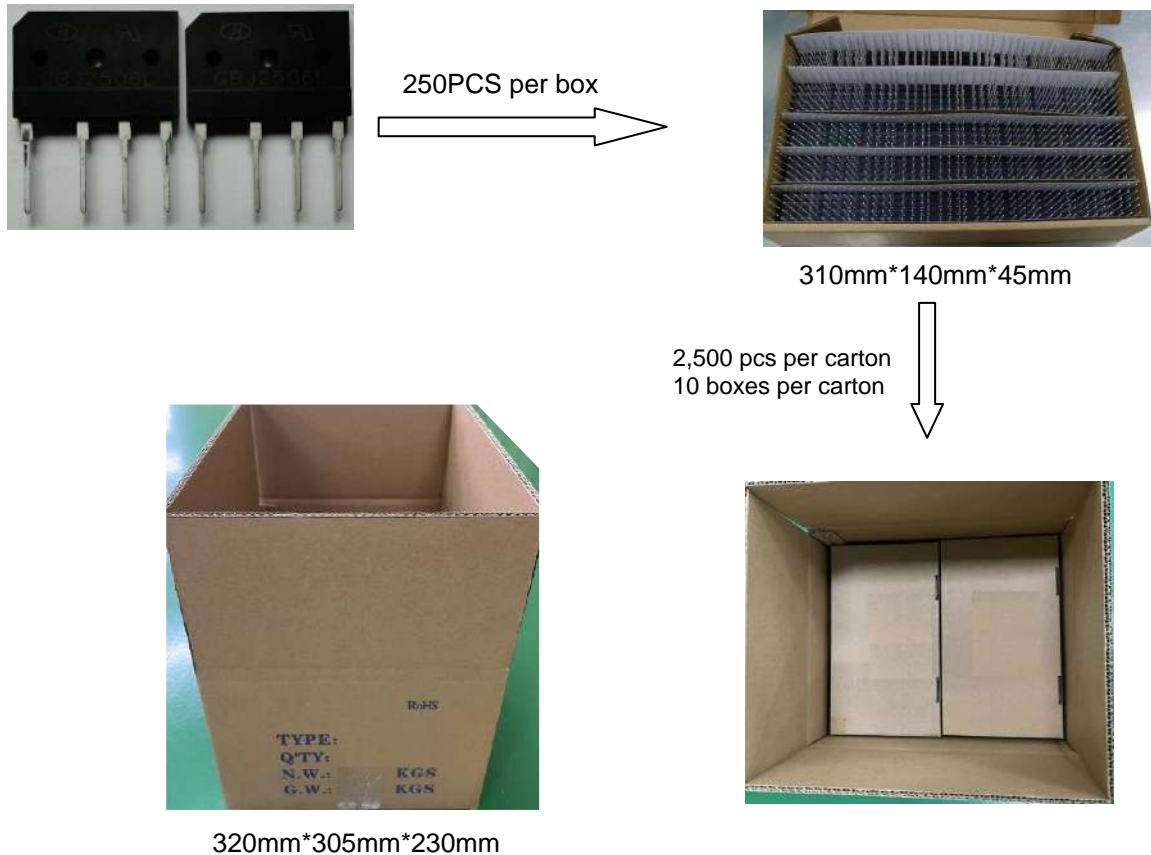 250PCS per box
310mm*140mm*45mm
2,500 pcs per carton
10 boxes per carton
RoHS
TYPE:
Q'TY:
N.W.: KGS
G.W.: KGS
320mm*305mm*230mm